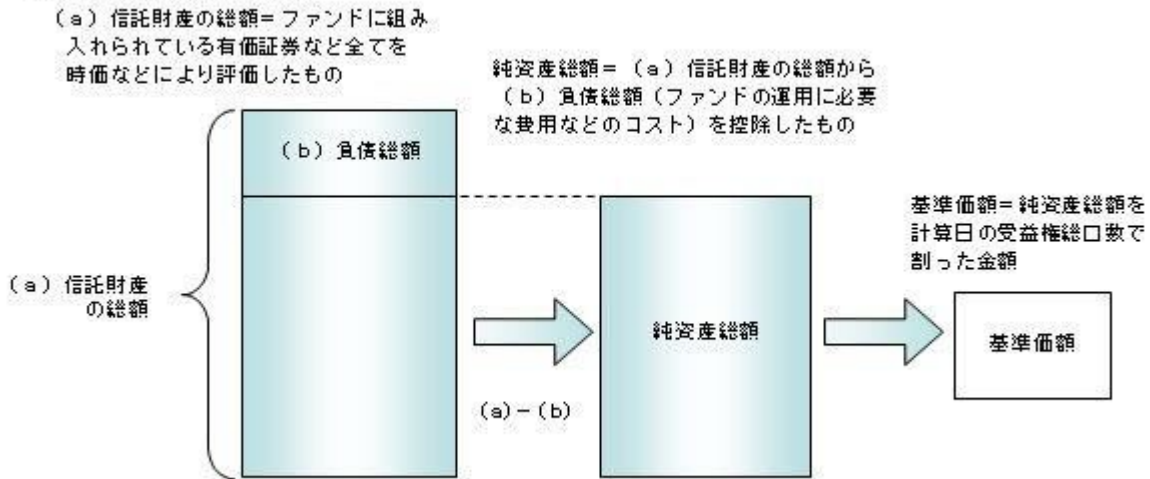 (a)信託財産の総額=ファンドに組み
入れられている有価証券など全てを
時価などにより評価したもの
純資産総額=(a)信託財産の総額から
(b)負債総額(ファンドの運用に必要
な費用などのコスト)を控除したもの
(b)負債総額
基準価額=純資産総額を
計算日の受益権総口数で
割った金額
(a)信託財産
の総額
純資産総額
基準価額
(a)-(b)